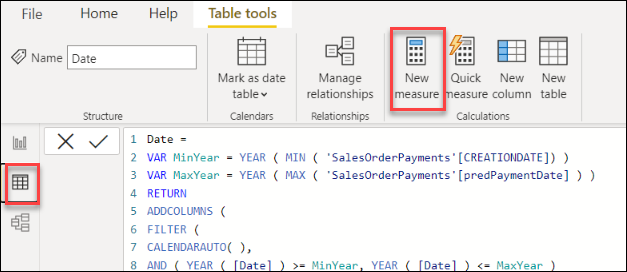 File Home Help Table tools
Name Date
Mark as date
table
Manage
relationships
New
measure
Quick
measure
New
column
New
table
Structure Calendars Relationships Calculations
1 Date =
2 VAR MinYear = YEAR ( MIN ( 'SalesOrderPayments'[CREATIONDATE]) )
3 VAR MaxYear = YEAR ( MAX ( 'SalesOrderPayments'[predPaymentDate] ) )
4 RETURN
5 ADDCOLUMNS (
6 FILTER (
7 CALENDARAUTO( ),
8 AND ( YEAR ( [Date] ) >= MinYear, YEAR ( [Date] ) <= MaxYear )